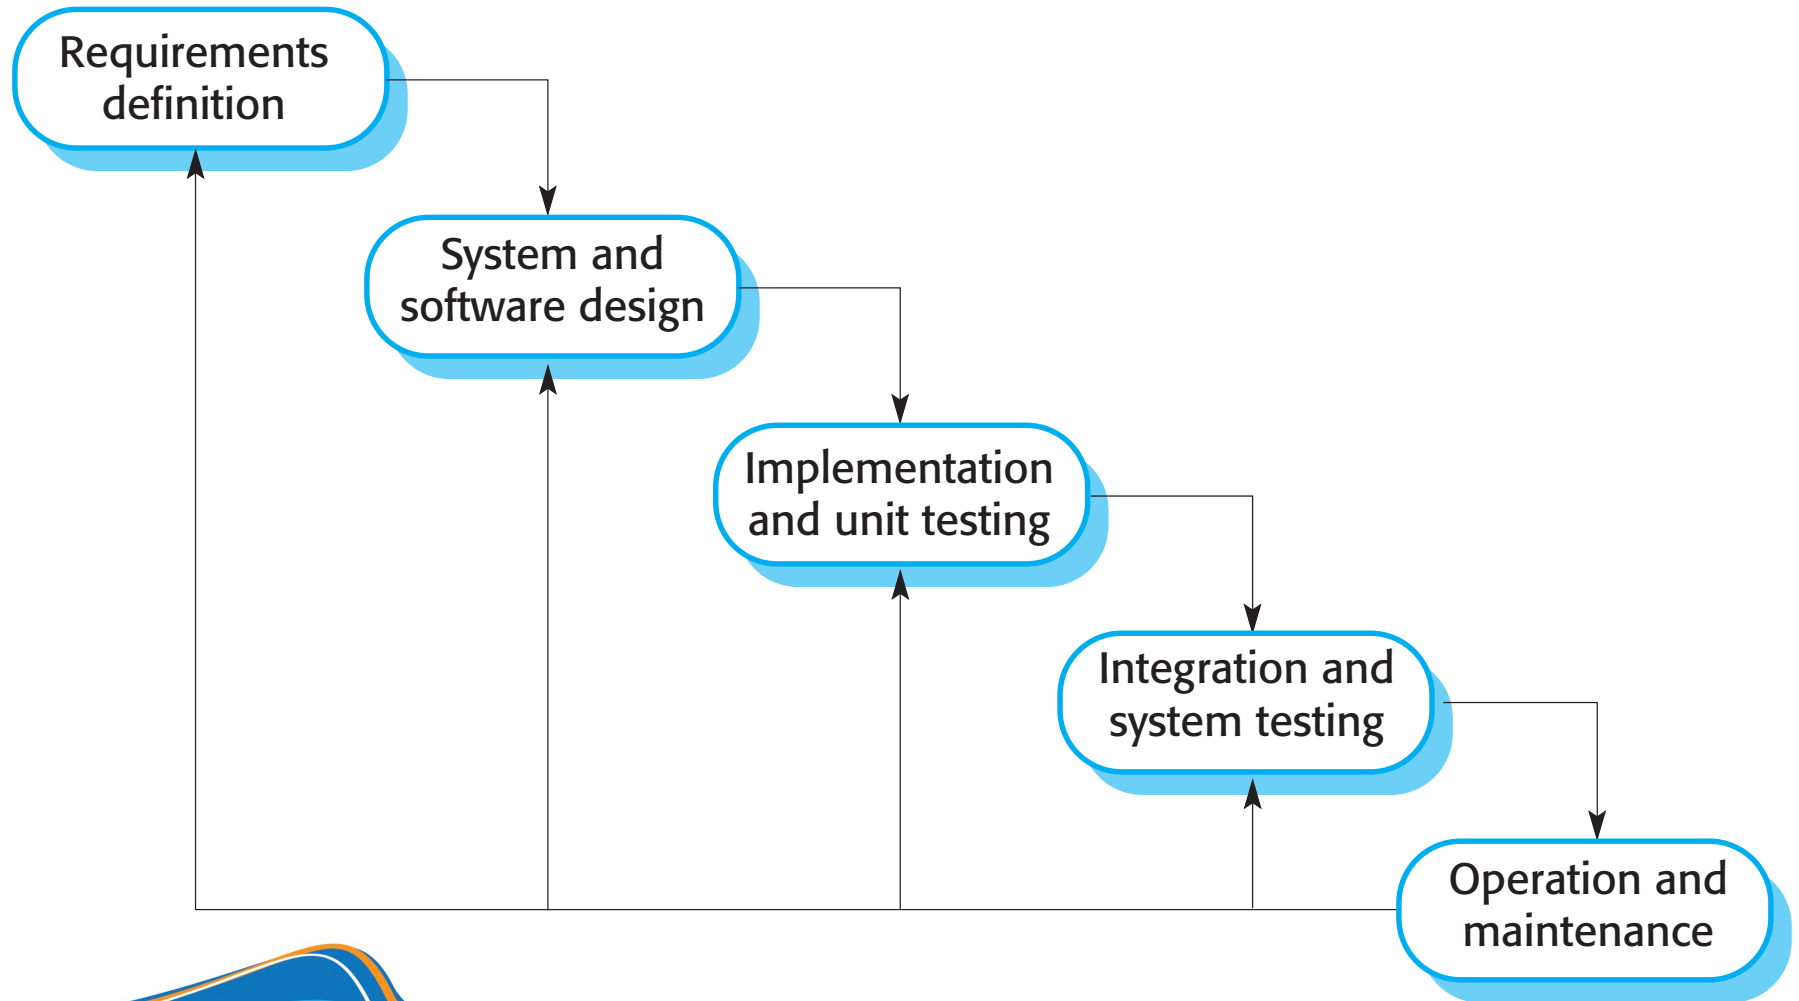 Requirements
definition
System and
software design
Implementation
and unit testing
Integration and
system testing
Operation and
maintenance